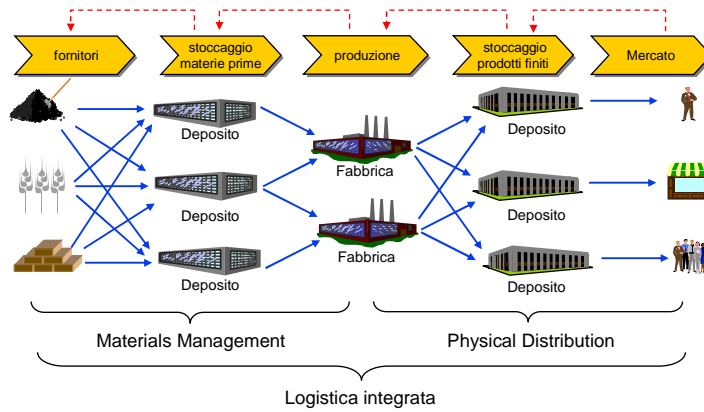 fornitori
stoccaggio
materie prime
produzione
stoccaggio
prodotti finiti
Mercato
Deposito
Deposito
Fabbrica
Deposito
Deposito
Fabbrica
Deposito
Deposito
Materials Management
Physical Distribution
Logistica integrata